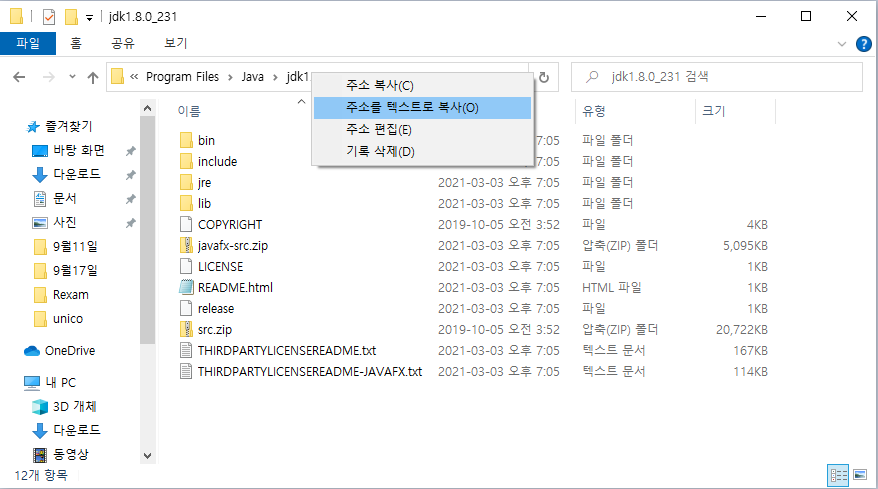 jdk1.8.0_231
파일 홈 공유 보기
« Program Files > Java > jdk1. jdk1.8.0_231 검색
주소 복사(C)
주소를 텍스트로 복사(O)
주소 편집(E)
기록 삭제(D)
이름 유형 크기
bin 파일 폴더
include 2021-03-03 오후 7:05 파일 폴더
jre 2021-03-03 오후 7:05 파일 폴더
lib 2021-03-03 오후 7:05 파일 폴더
COPYRIGHT 2019-10-05 오전 3:52 파일 4KB
javafx-src.zip 2021-03-03 오후 7:05 압축(ZIP) 폴더 5,095KB
LICENSE 2021-03-03 오후 7:05 파일 1KB
README.html 2021-03-03 오후 7:05 HTML 파일 1KB
release 2021-03-03 오후 7:05 파일 1KB
src.zip 2019-10-05 오전 3:52 압축(ZIP) 폴더 20,722KB
THIRDPARTYLICENSEREADME.txt 2021-03-03 오후 7:05 텍스트 문서 167KB
THIRDPARTYLICENSEREADME-JAVAFX.txt 2021-03-03 오후 7:05 텍스트 문서 114KB
즐겨찾기
바탕 화면
다운로드
문서
사진
9월11일
9월17일
Rexam
unico
OneDrive
내 PC
3D 개체
다운로드
동영상
12개 항목